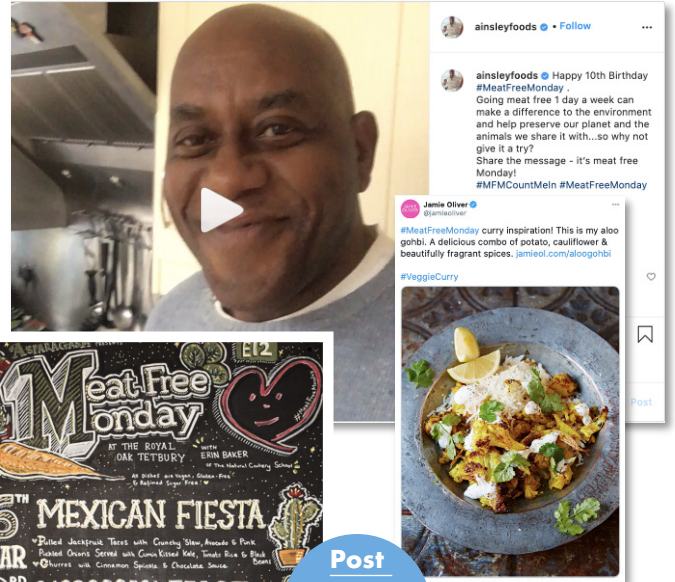 ainsleyfoods • Follow
ainsleyfoods Happy 10th Birthday
#MeatFreeMonday .
Going meat free 1 day a week can
make a difference to the environment
and help preserve our planet and the
animals we share it with...so why not
give it a try?
Share the message - it's meat free
Monday!
#MFMCountMeIn #MeatFreeMonday
Jamie Oliver
@jamieoliver
#MeatFreeMonday curry inspiration! This is my aloo
gohbi. A delicious combo of potato, cauliflower &
beautifully fragrant spices. jamieol.com/aloogohbi
#VeggieCurry
Post
£12
Meat Free
Monday
#MeatFreeMonday
AT THE ROYAL
OAK TETBURY
WITH
ERIN BAKER
of The Natural Cookery School
All Dishes are Vegan, Gluten-Free
& Refined Sugar Free
TH
MEXICAN FIESTA
Pulled Jackfruit Tacos with Crunchy Slaw, Avocado & Pink
Pickled Onions Served with Cumin Kissed Kale, Tomato Rice & Black
Beans
Churros with Cinnamon Sprinkle & Chocolate Sauce
AR
Post